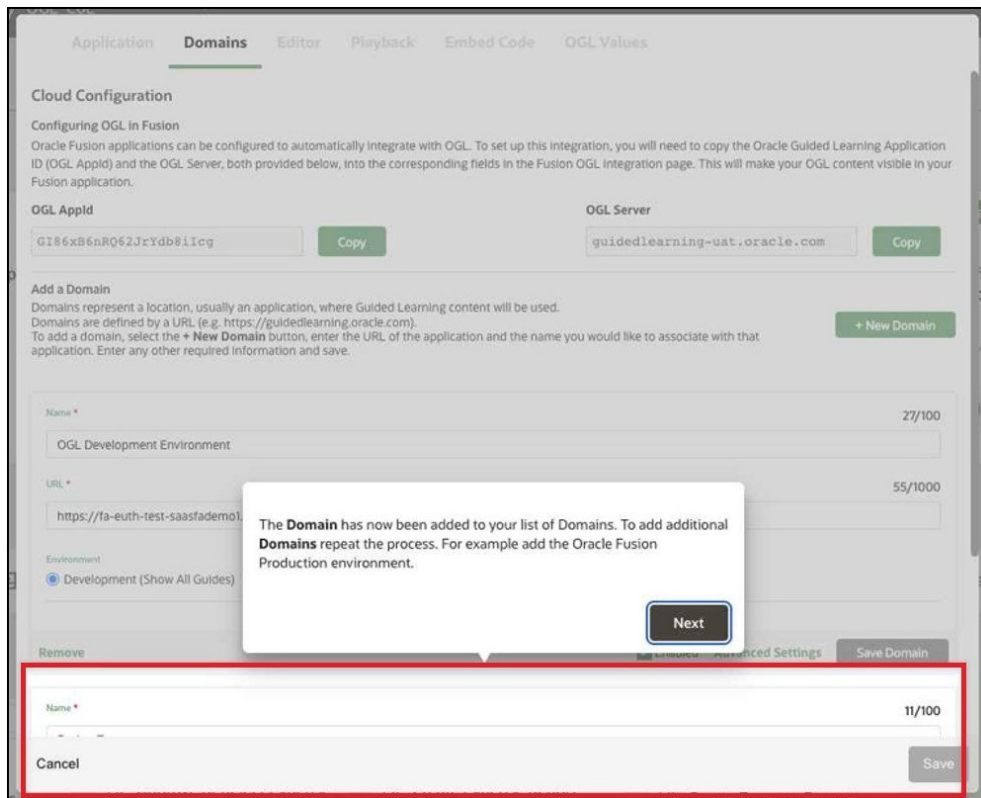 Application Domains Editor Playback Embed Code OGL Values
Cloud Configuration
Configuring OGL in Fusion
Oracle Fusion applications can be configured to automatically integrate with OGL. To set up this integration, you will need to copy the Oracle Guided Learning Application
ID (OGL AppId) and the OGL Server, both provided below, into the corresponding fields in the Fusion OGL Integration page. This will make your OGL content visible in your
Fusion application.
OGL AppId OGL Server
GI86xB6nRQ62JrYdb8iIcg Copy guidedlearning-uat.oracle.com Copy
Add a Domain
Domains represent a location, usually an application, where Guided Learning content will be used.
Domains are defined by a URL (e.g. https://guidedlearning.oracle.com).
To add a domain, select the + New Domain button, enter the URL of the application and the name you would like to associate with that
application. Enter any other required information and save.
+ New Domain
Name * 27/100
OGL Development Environment
URL * 55/1000
https://fa-euth-test-saasfademo1.
The Domain has now been added to your list of Domains. To add additional
Domains repeat the process. For example add the Oracle Fusion
Production environment.
Environment
Development (Show All Guides)
Next
Remove Enabled Advanced Settings Save Domain
Name * 11/100
Cancel Save